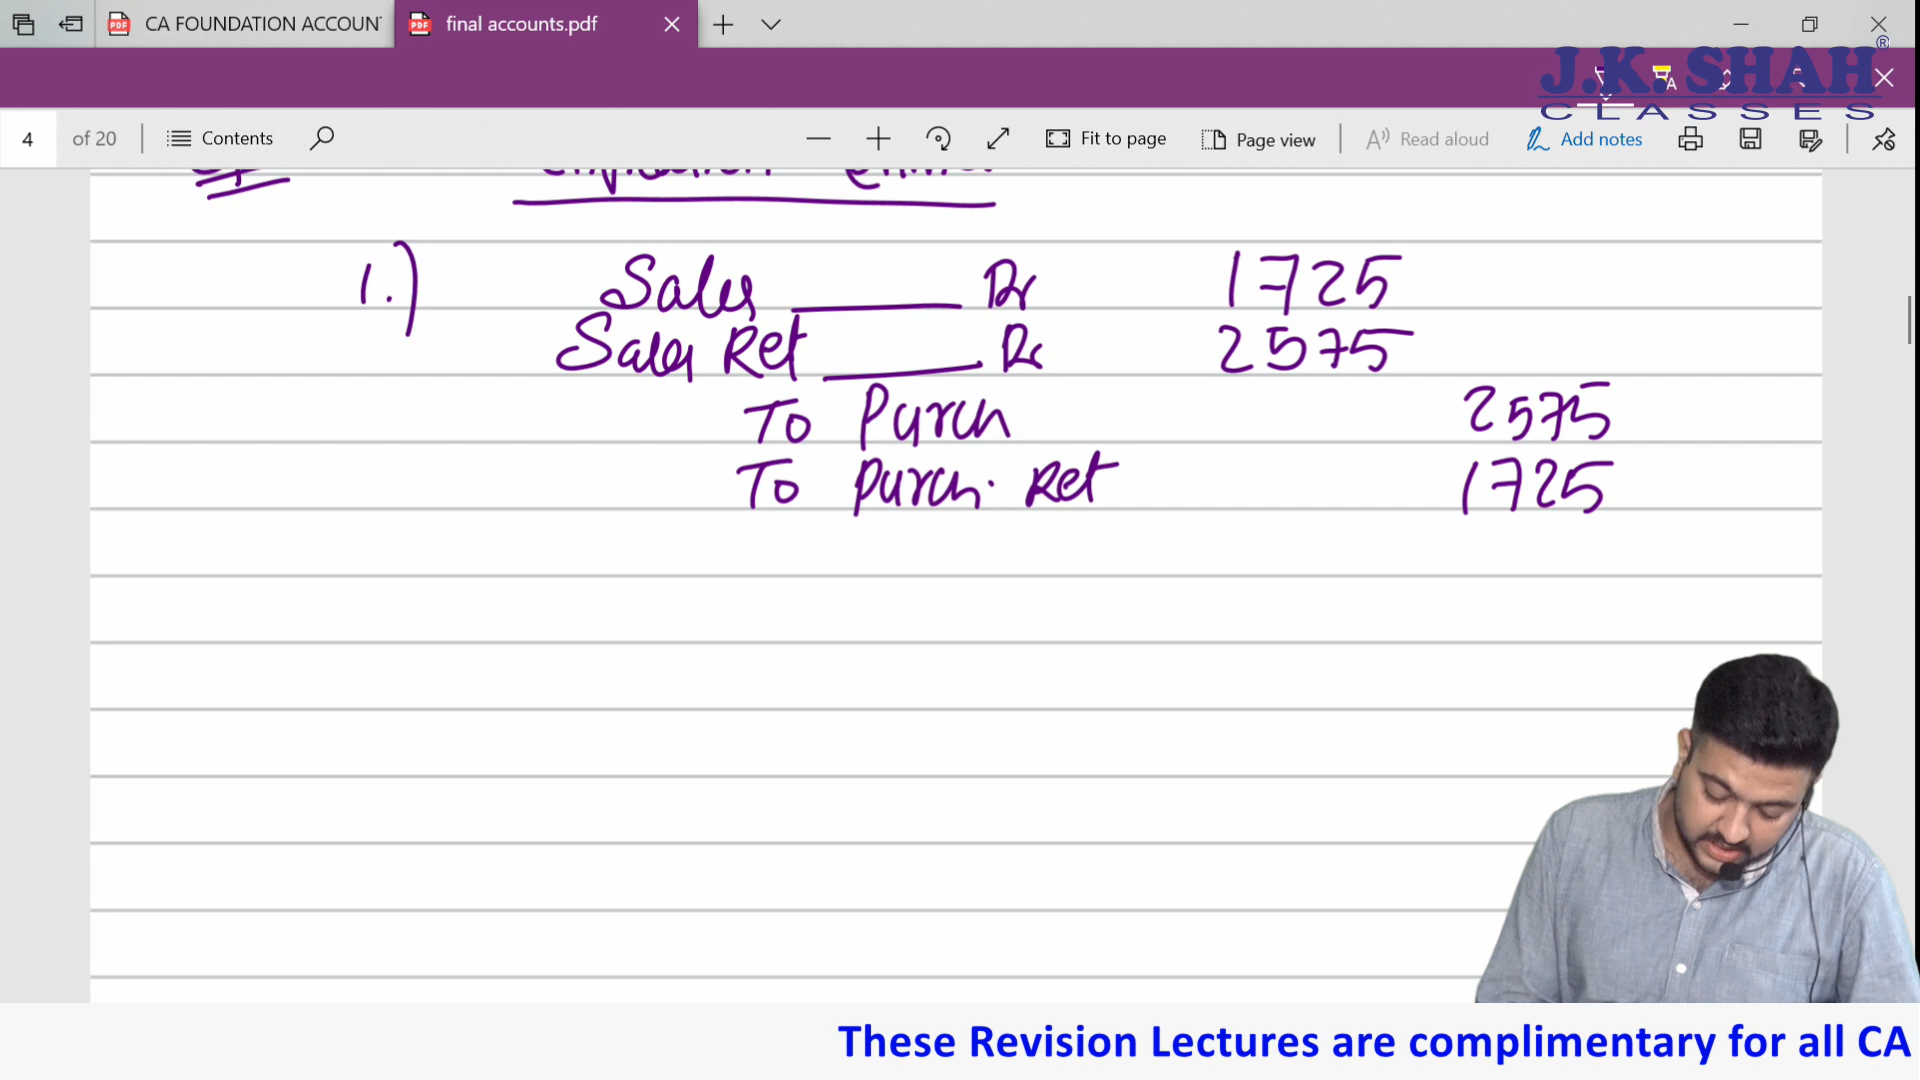 CA FOUNDATION ACCOUN
final accounts.pdf
J.K. SHAH®
CLASSES
4 of 20 Contents Fit to page Page view Read aloud Add notes
1.) Sales Dr 1725
Sales Ret Dr 2575
To Purch 2575
To Purch. Ret 1725
These Revision Lectures are complimentary for all CA